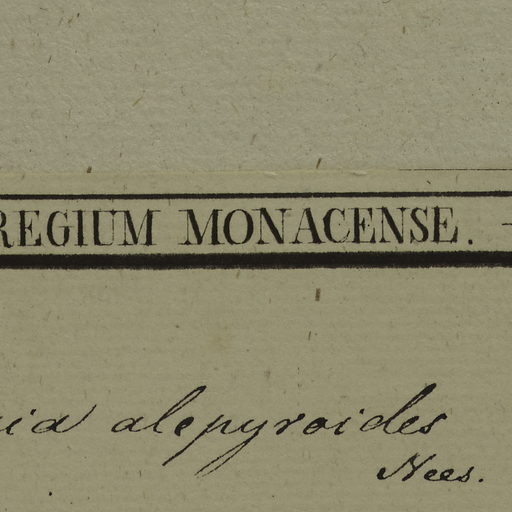 REGIUM MONACENSE. -
alepyroides
Nees.